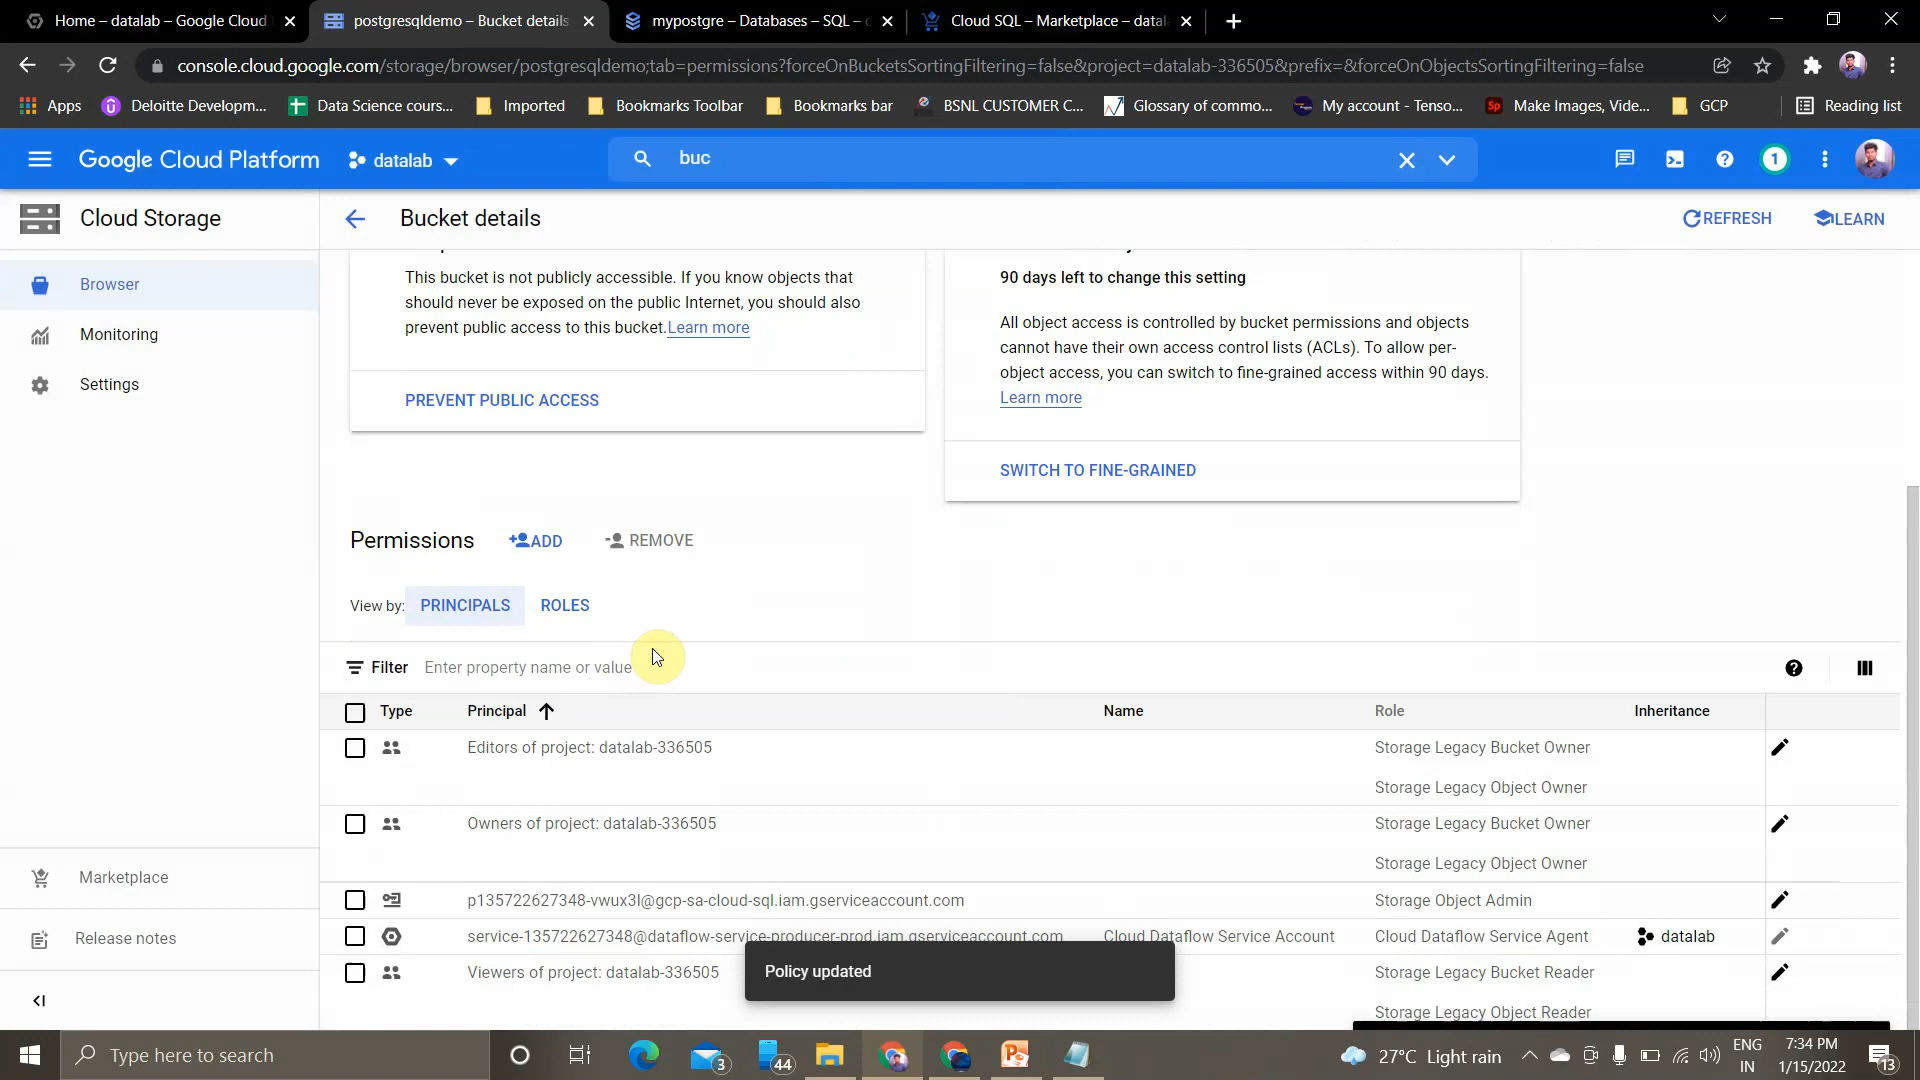 Home – datalab – Google Cloud
postgresqldemo – Bucket details
mypostgre – Databases – SQL –
Cloud SQL – Marketplace – datal
console.cloud.google.com/storage/browser/postgresqldemo;tab=permissions?forceOnBucketsSortingFiltering=false&project=datalab-336505&prefix=&forceOnObjectsSortingFiltering=false
Apps
Deloitte Developm...
Data Science cours...
Imported
Bookmarks Toolbar
Bookmarks bar
BSNL CUSTOMER C...
Glossary of commo...
My account - Tenso...
Sp
Make Images, Vide...
GCP
Reading list
Google Cloud Platform
datalab
buc
1
Cloud Storage
Bucket details
REFRESH
LEARN
Browser
Monitoring
Settings
Marketplace
Release notes
This bucket is not publicly accessible. If you know objects that
should never be exposed on the public Internet, you should also
prevent public access to this bucket. Learn more
PREVENT PUBLIC ACCESS
90 days left to change this setting
All object access is controlled by bucket permissions and objects
cannot have their own access control lists (ACLs). To allow per-
object access, you can switch to fine-grained access within 90 days.
Learn more
SWITCH TO FINE-GRAINED
Permissions
ADD
REMOVE
View by:
PRINCIPALS
ROLES
Filter
Enter property name or value
Type
Principal
Name
Role
Inheritance
Editors of project: datalab-336505
Storage Legacy Bucket Owner
Storage Legacy Object Owner
Owners of project: datalab-336505
Storage Legacy Bucket Owner
Storage Legacy Object Owner
p135722627348-vwux3l@gcp-sa-cloud-sql.iam.gserviceaccount.com
Storage Object Admin
service-135722627348@dataflow-service-producer-prod.iam.gserviceaccount.com
Cloud Dataflow Service Account
Cloud Dataflow Service Agent
datalab
Viewers of project: datalab-336505
Storage Legacy Bucket Reader
Storage Legacy Object Reader
Policy updated
Type here to search
3
44
27°C Light rain
ENG
IN
7:34 PM
1/15/2022
13